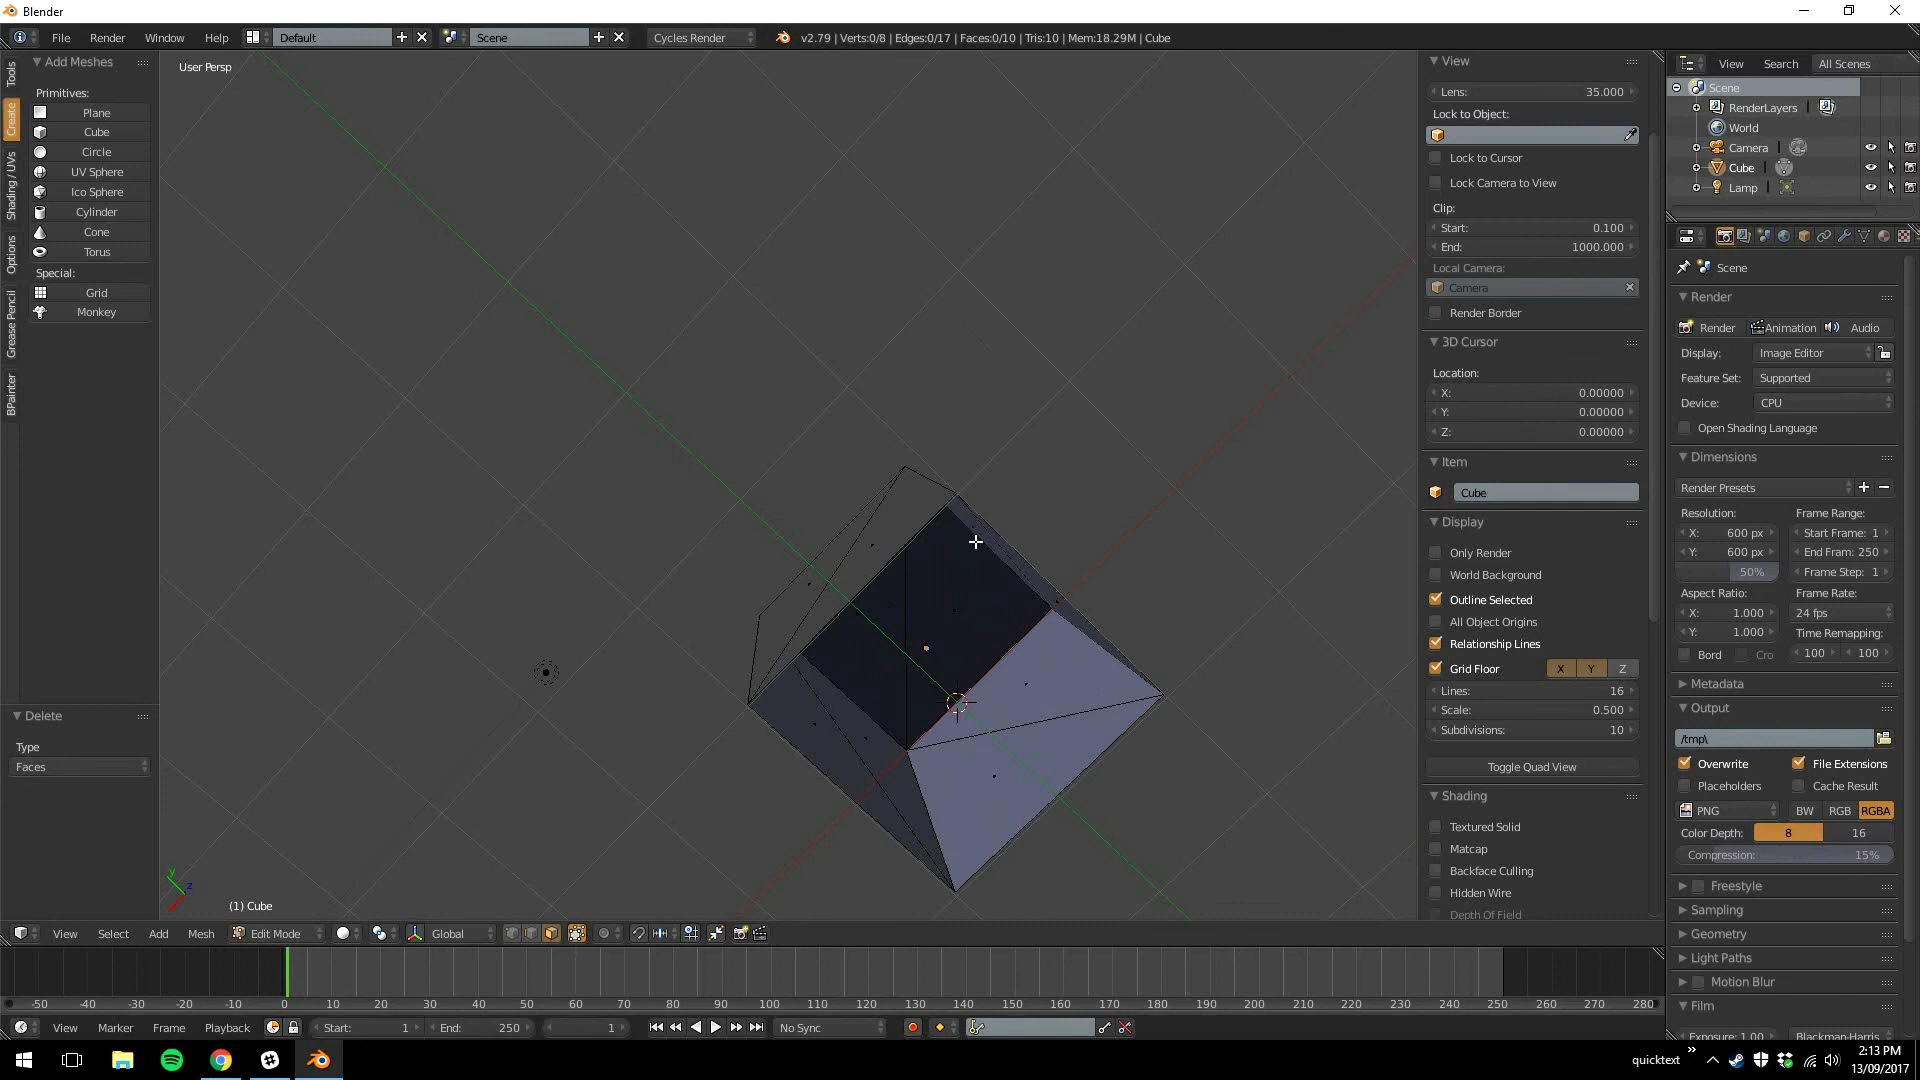 Blender
File Render Window Help Default Scene Cycles Render v2.79 | Verts:0/8 | Edges:0/17 | Faces:0/10 | Tris:10 | Mem:18.29M | Cube
Tools
Create
Shading / UVs
Options
Grease Pencil
BPainter
Add Meshes
Primitives:
Plane
Cube
Circle
UV Sphere
Ico Sphere
Cylinder
Cone
Torus
Special:
Grid
Monkey
Delete
Type
Faces
User Persp
y
z
(1) Cube
View
Lens: 35.000
Lock to Object:
Lock to Cursor
Lock Camera to View
Clip:
Start: 0.100
End: 1000.000
Local Camera:
Camera
Render Border
3D Cursor
Location:
X: 0.00000
Y: 0.00000
Z: 0.00000
Item
Cube
Display
Only Render
World Background
Outline Selected
All Object Origins
Relationship Lines
Grid Floor X Y Z
Lines: 16
Scale: 0.500
Subdivisions: 10
Toggle Quad View
Shading
Textured Solid
Matcap
Backface Culling
Hidden Wire
Depth Of Field
View Search All Scenes
Scene
RenderLayers |
World
Camera |
Cube |
Lamp |
Scene
Render
Render Animation Audio
Display: Image Editor
Feature Set: Supported
Device: CPU
Open Shading Language
Dimensions
Render Presets
Resolution: Frame Range:
X: 600 px Start Frame: 1
Y: 600 px End Fram: 250
50% Frame Step: 1
Aspect Ratio: Frame Rate:
X: 1.000 24 fps
Y: 1.000 Time Remapping:
Bord Cro 100 100
Metadata
Output
/tmp\
Overwrite File Extensions
Placeholders Cache Result
PNG BW RGB RGBA
Color Depth: 8 16
Compression: 15%
Freestyle
Sampling
Geometry
Light Paths
Motion Blur
Film
Exposure: 1.00 Blackman-Harris
View Select Add Mesh Edit Mode Global
-50 -40 -30 -20 -10 0 10 20 30 40 50 60 70 80 90 100 110 120 130 140 150 160 170 180 190 200 210 220 230 240 250 260 270 280
View Marker Frame Playback Start: 1 End: 250 1 No Sync
quicktext
2:13 PM
13/09/2017